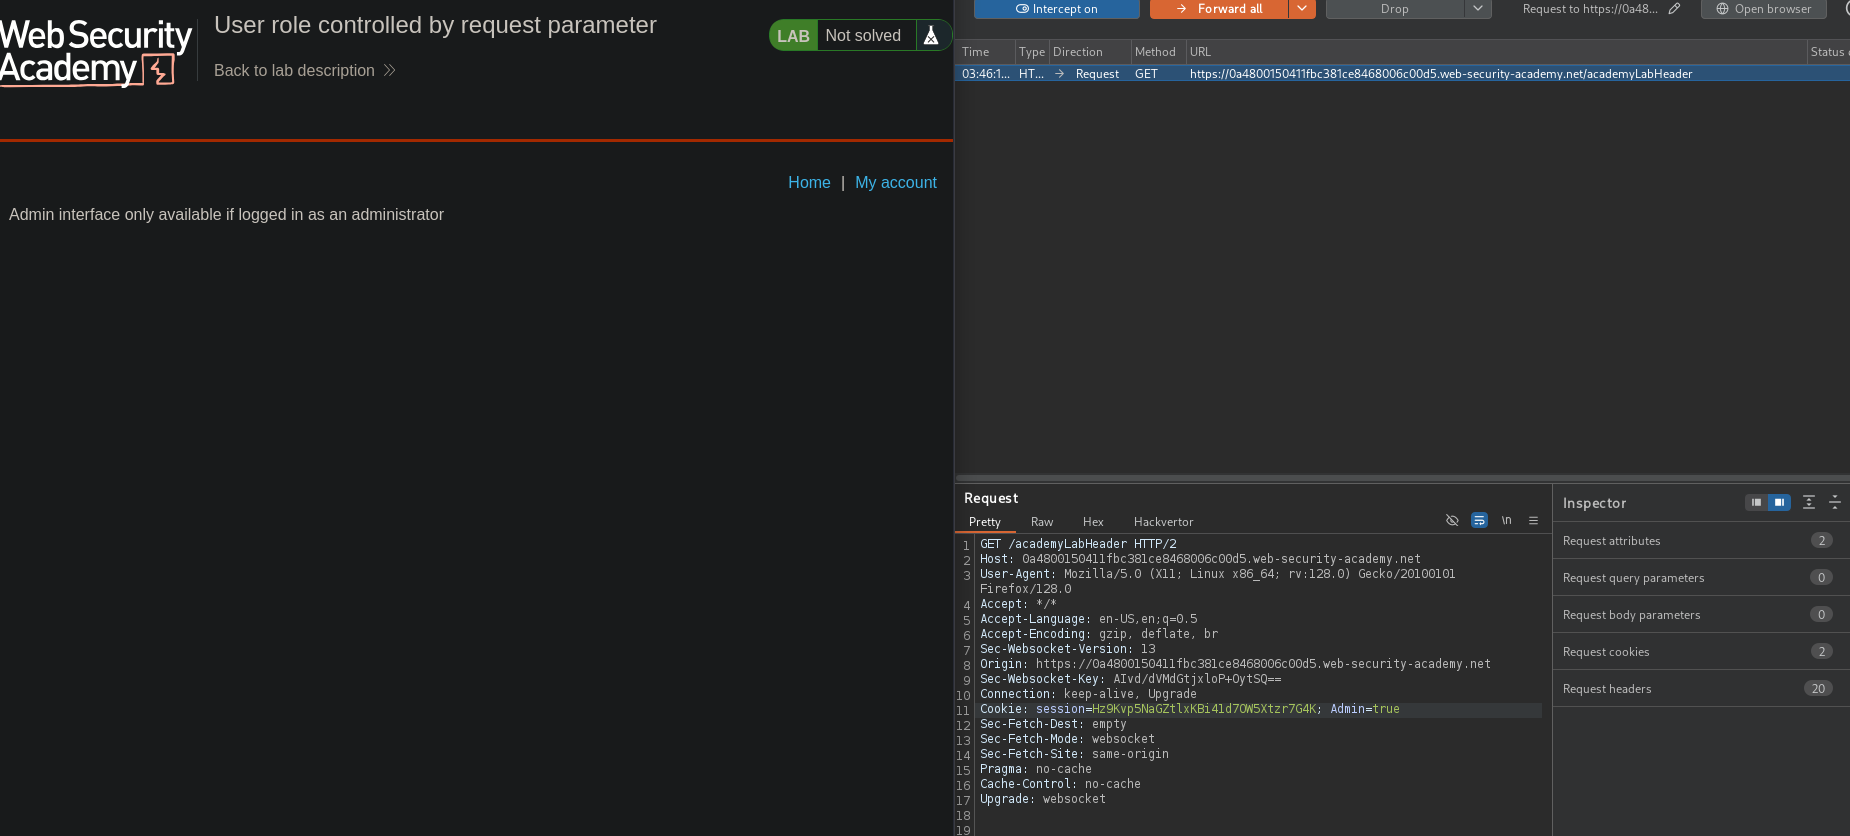 Web Security
Academy
User role controlled by request parameter
Back to lab description
LAB Not solved
Home | My account
Admin interface only available if logged in as an administrator
Intercept on
Forward all
Drop
Request to https://0a48...
Open browser
Time Type Direction Method URL Status
03:46:1... HT... Request GET https://0a4800150411fbc381ce8468006c00d5.web-security-academy.net/academyLabHeader
Request
Pretty Raw Hex Hackvertor \n
1 GET /academyLabHeader HTTP/2
2 Host: 0a4800150411fbc381ce8468006c00d5.web-security-academy.net
3 User-Agent: Mozilla/5.0 (X11; Linux x86_64; rv:128.0) Gecko/20100101
Firefox/128.0
4 Accept: */*
5 Accept-Language: en-US,en;q=0.5
6 Accept-Encoding: gzip, deflate, br
7 Sec-Websocket-Version: 13
8 Origin: https://0a4800150411fbc381ce8468006c00d5.web-security-academy.net
9 Sec-Websocket-Key: AIvd/dVMdGtjxloP+OytSQ==
10 Connection: keep-alive, Upgrade
11 Cookie: session=Hz9Kvp5NaGZtlxKBi41d7OW5Xtzr7G4K; Admin=true
12 Sec-Fetch-Dest: empty
13 Sec-Fetch-Mode: websocket
14 Sec-Fetch-Site: same-origin
15 Pragma: no-cache
16 Cache-Control: no-cache
17 Upgrade: websocket
18
19
Inspector
Request attributes 2
Request query parameters 0
Request body parameters 0
Request cookies 2
Request headers 20